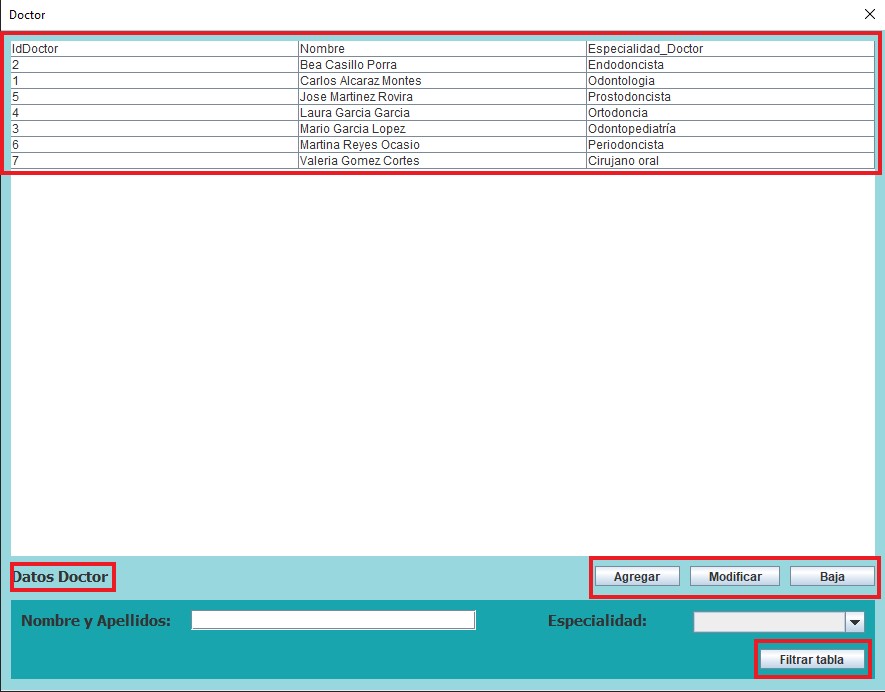 Doctor
IdDoctor Nombre Especialidad_Doctor
2 Bea Casillo Porra Endodoncista
1 Carlos Alcaraz Montes Odontologia
5 Jose Martinez Rovira Prostodoncista
4 Laura Garcia Garcia Ortodoncia
3 Mario Garcia Lopez Odontopediatría
6 Martina Reyes Ocasio Periodoncista
7 Valeria Gomez Cortes Cirujano oral
Datos Doctor Agregar Modificar Baja
Nombre y Apellidos: Especialidad:
Filtrar tabla